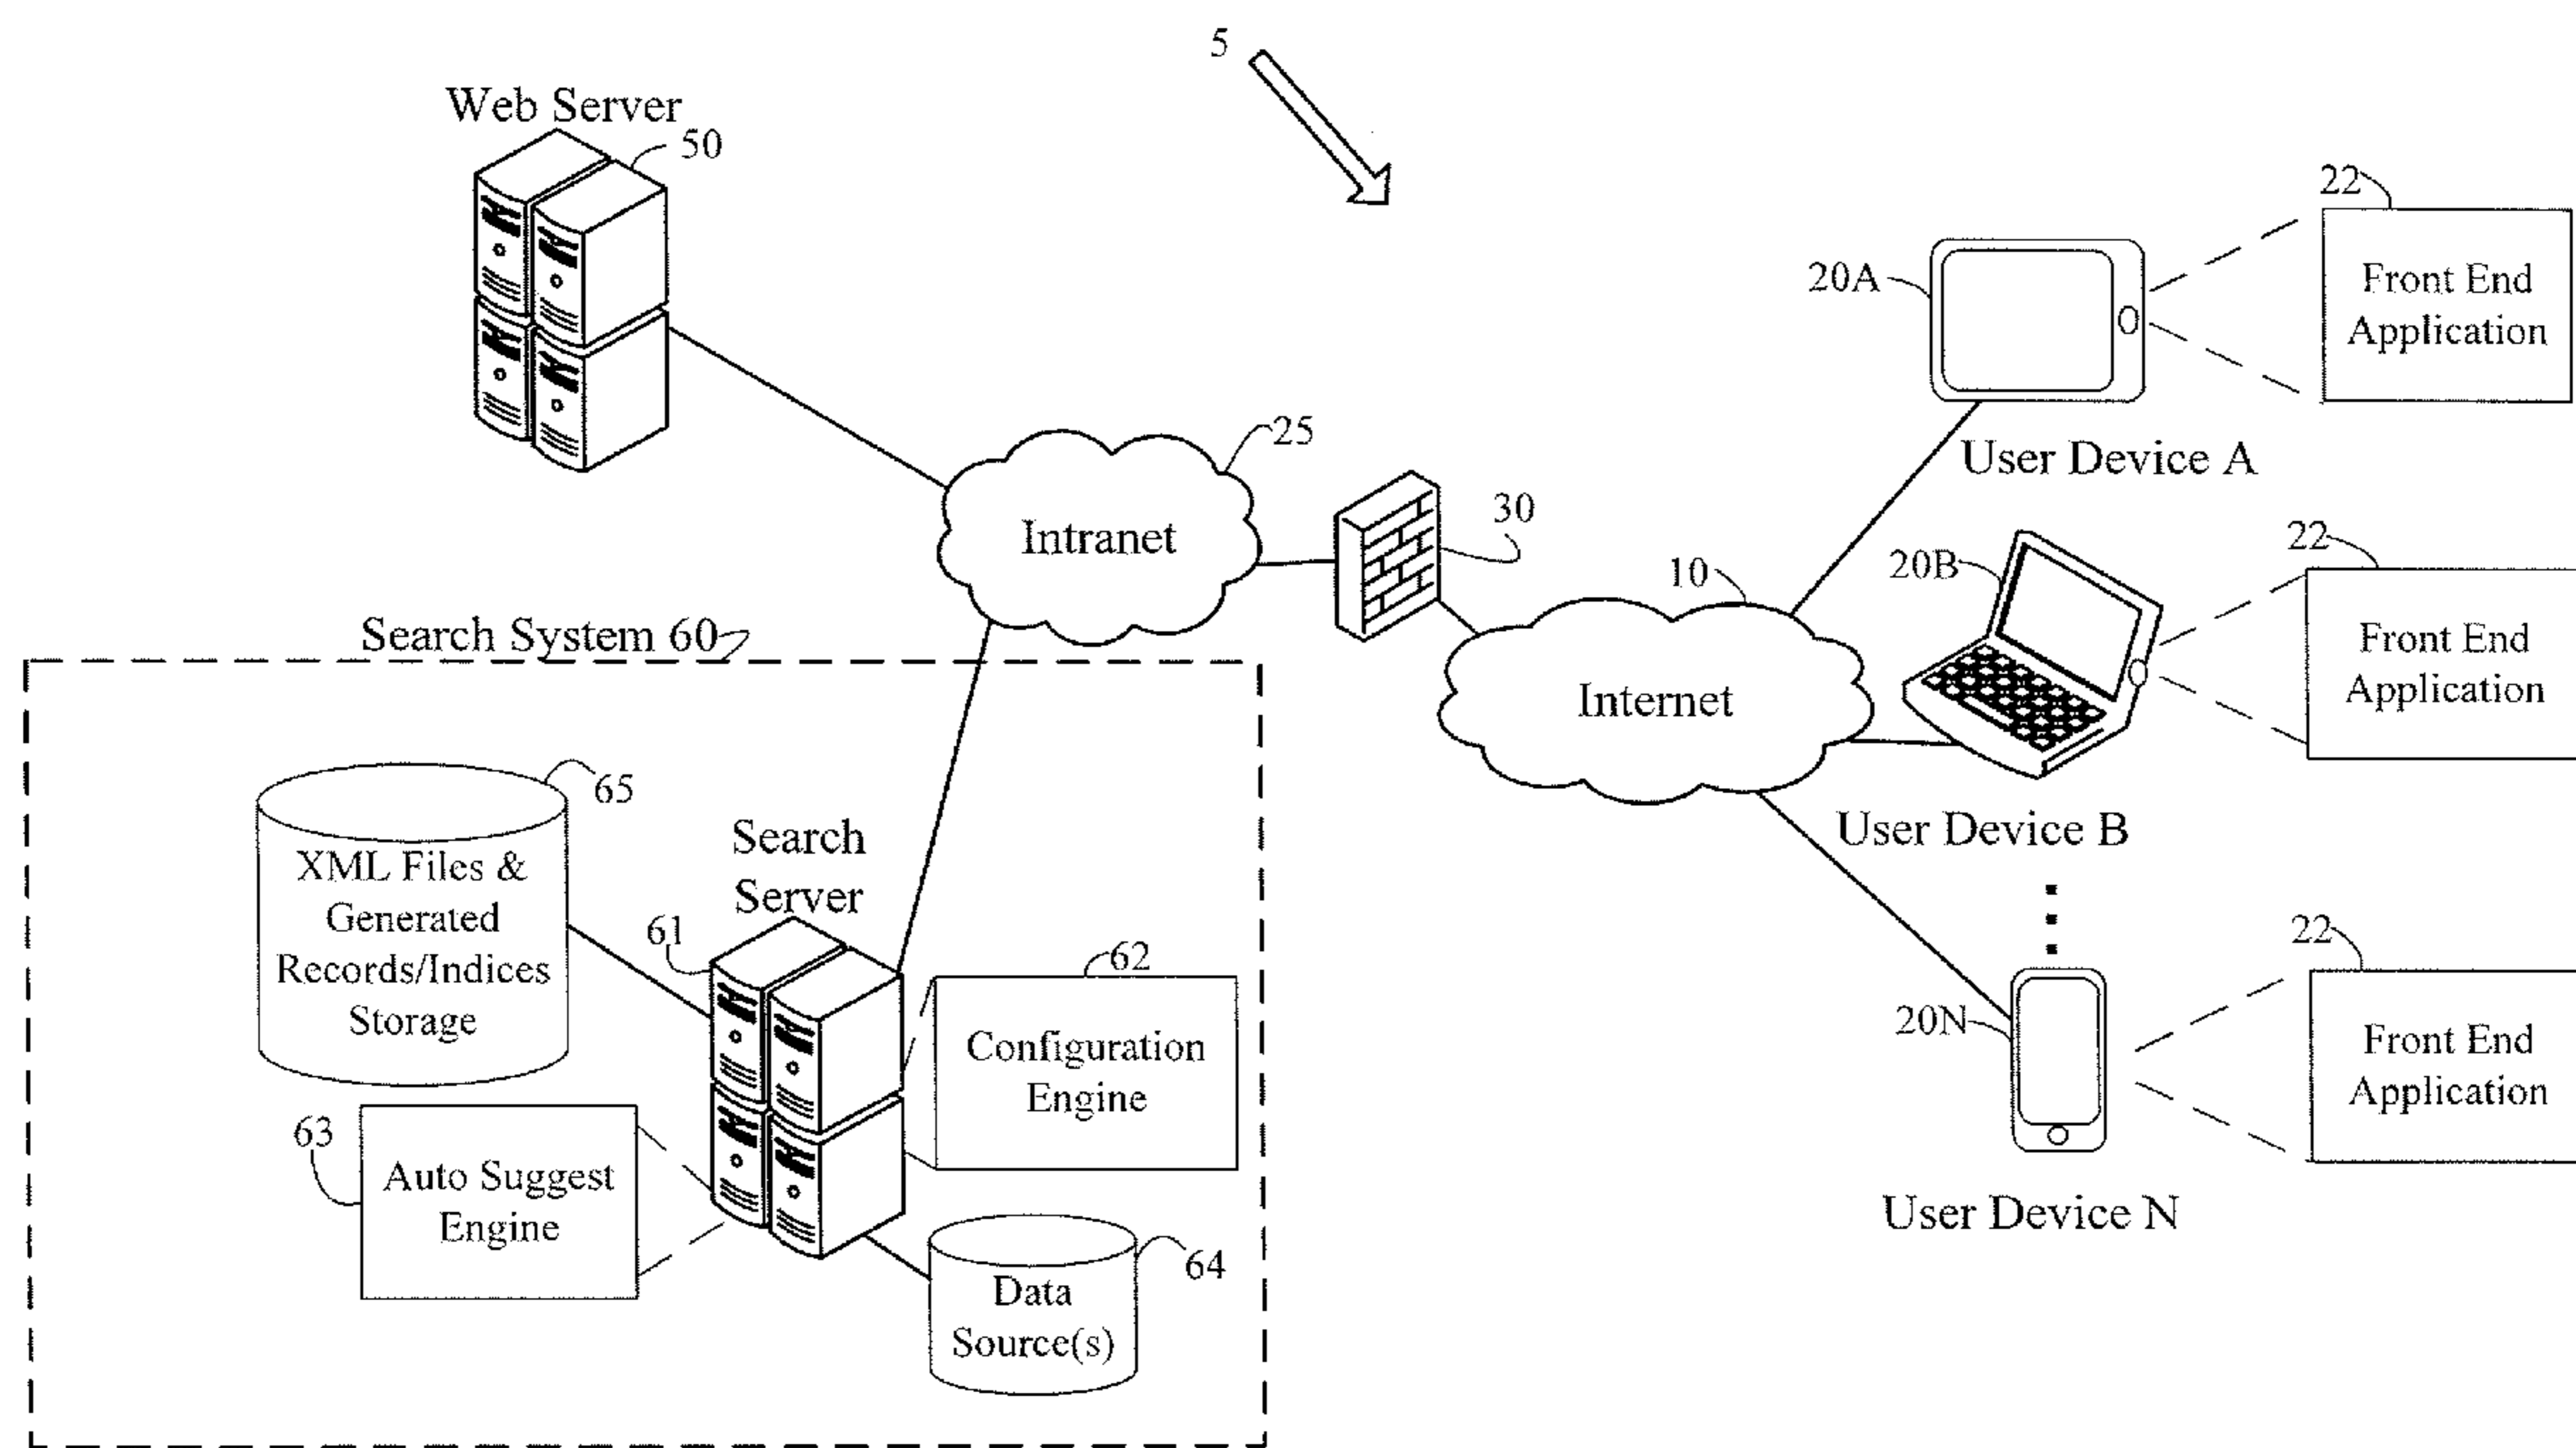 5
Web Server
50
22
20A
Front End
Application
User Device A
25
Intranet
30
22
20B
Front End
Application
10
Internet
User Device B
Search System 60
65
XML Files &
Generated
Records/Indices
Storage
Search
Server
61
62
Configuration
Engine
63
Auto Suggest
Engine
64
Data
Source(s)
22
20N
Front End
Application
User Device N